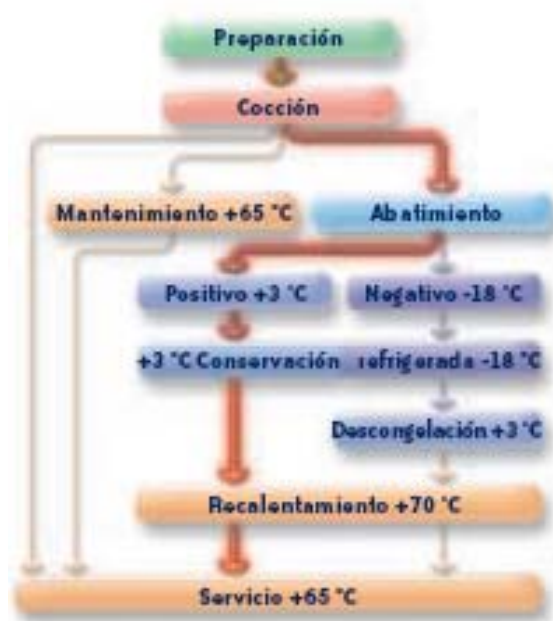 Preparación
Cocción
Mantenimiento +65 °C
Abatimiento
Positivo +3 °C
Negativo -18 °C
+3 °C Conservación refrigerada -18 °C
Descongelación +3 °C
Recalentamiento +70 °C
Servicio +65 °C